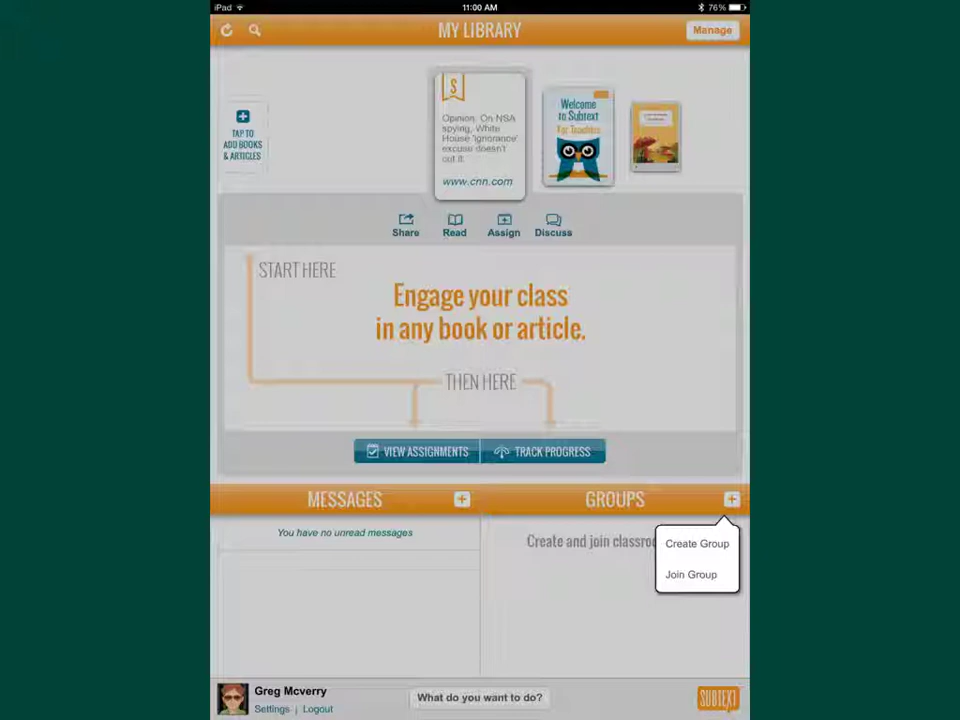 iPad
11:00 AM
76%
MY LIBRARY
Manage
TAP TO
ADD BOOKS
& ARTICLES
S
Opinion: On NSA
spying, White
House 'ignorance'
excuse doesn't
cut it
www.cnn.com
Welcome
to Subtext
For Teachers
Share
Read
Assign
Discuss
START HERE
Engage your class
in any book or article.
THEN HERE
VIEW ASSIGNMENTS
TRACK PROGRESS
MESSAGES
GROUPS
You have no unread messages
Create and join classro
Create Group
Join Group
Greg Mcverry
Settings | Logout
What do you want to do?
SUBTEXT